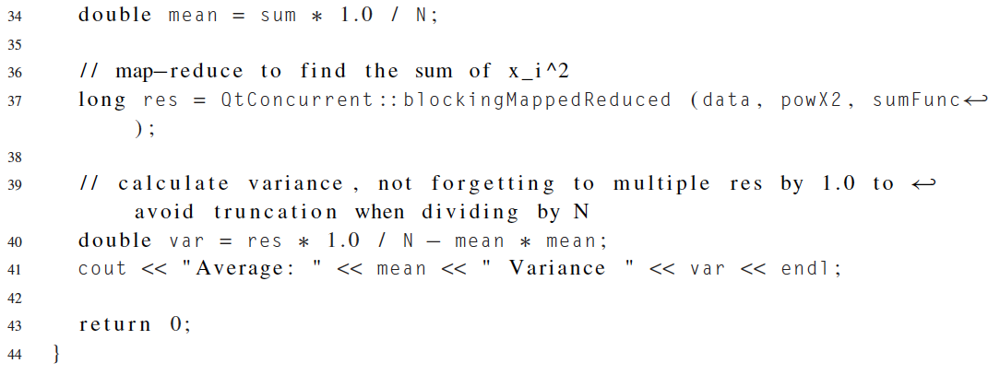 34 double mean = sum * 1.0 / N;
35
36 // map−reduce to find the sum of x_i^2
37 long res = QtConcurrent::blockingMappedReduced (data, powX2, sumFunc↩
);
38
39 // calculate variance, not forgetting to multiple res by 1.0 to ↩
avoid truncation when dividing by N
40 double var = res * 1.0 / N − mean * mean;
41 cout << "Average: " << mean << " Variance " << var << endl;
42
43 return 0;
44 }